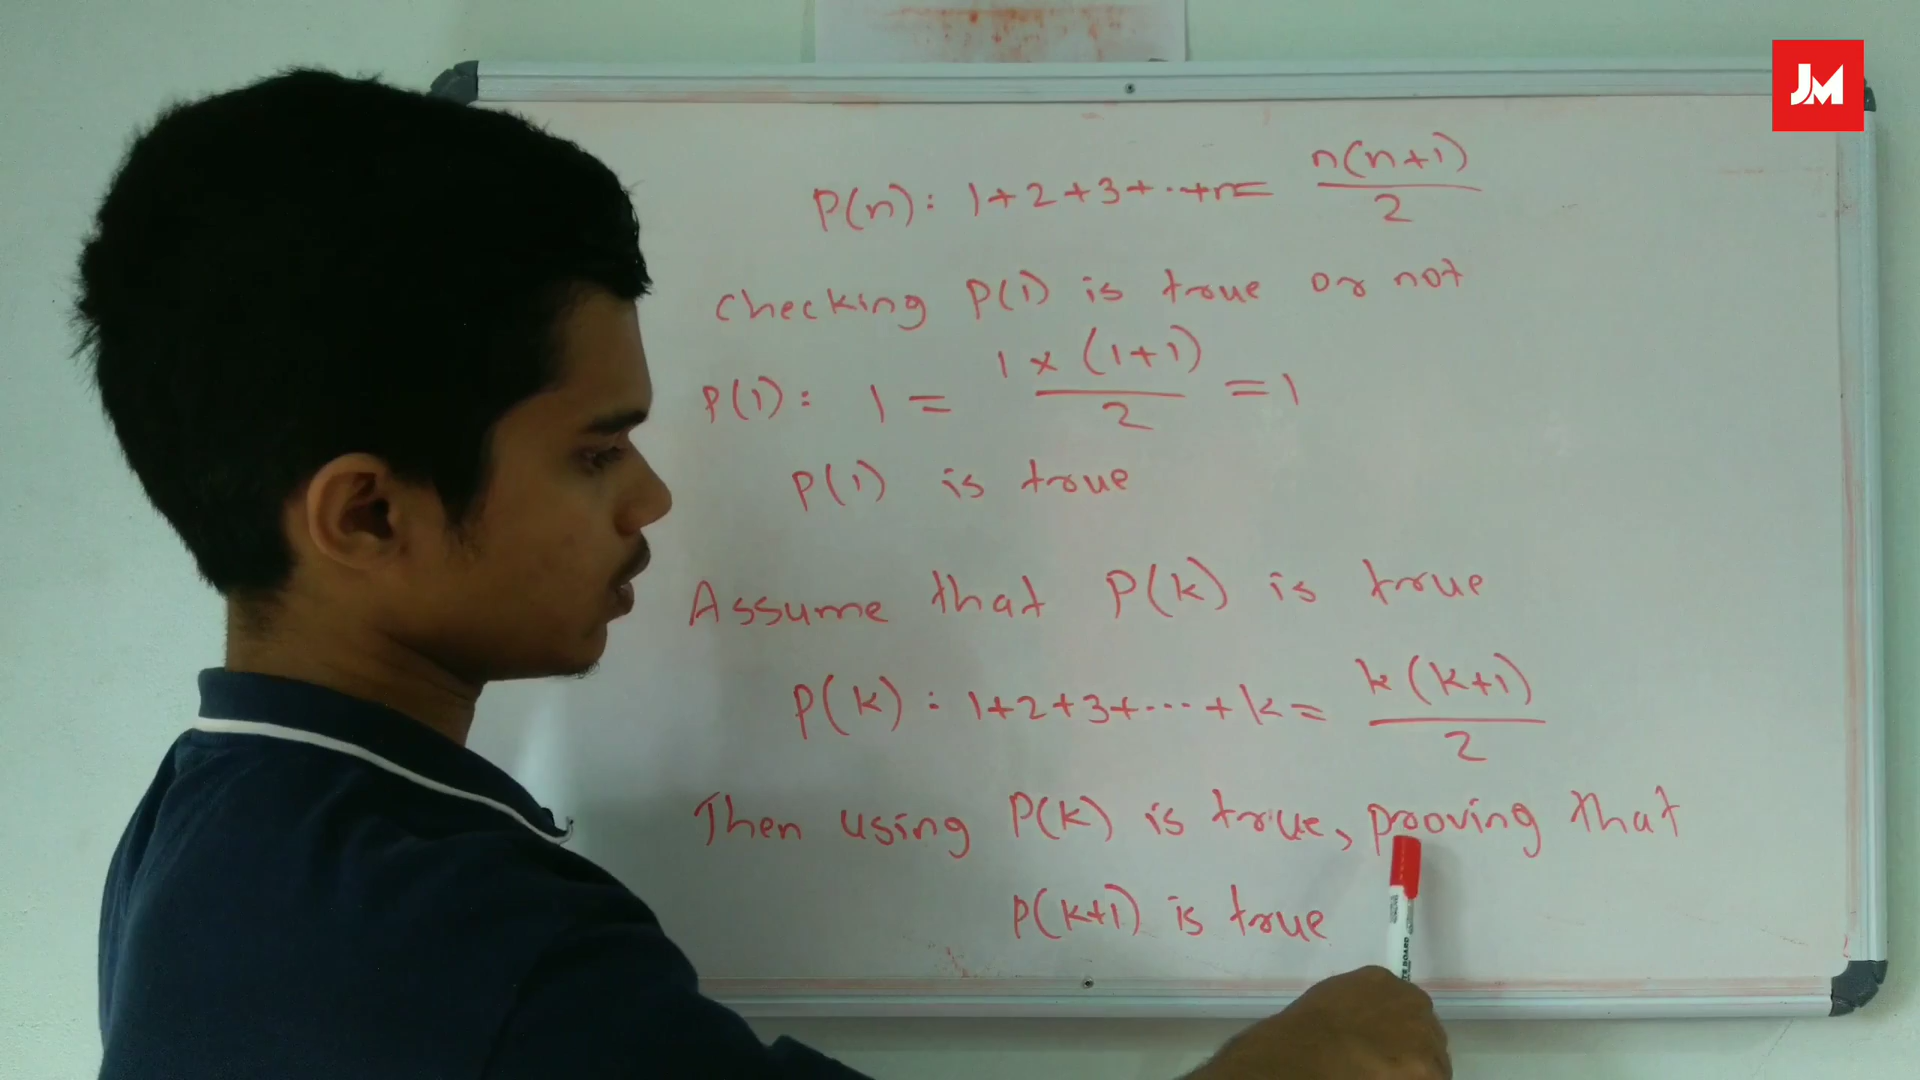 JM
P(n): 1+2+3+..+n= n(n+1)/2
checking P(1) is true or not
P(1): 1 = 1 x (1+1)/2 = 1
P(1) is true
Assume that P(k) is true
P(k): 1+2+3+...+k= k(k+1)/2
Then using P(k) is true, proving that
P(k+1) is true